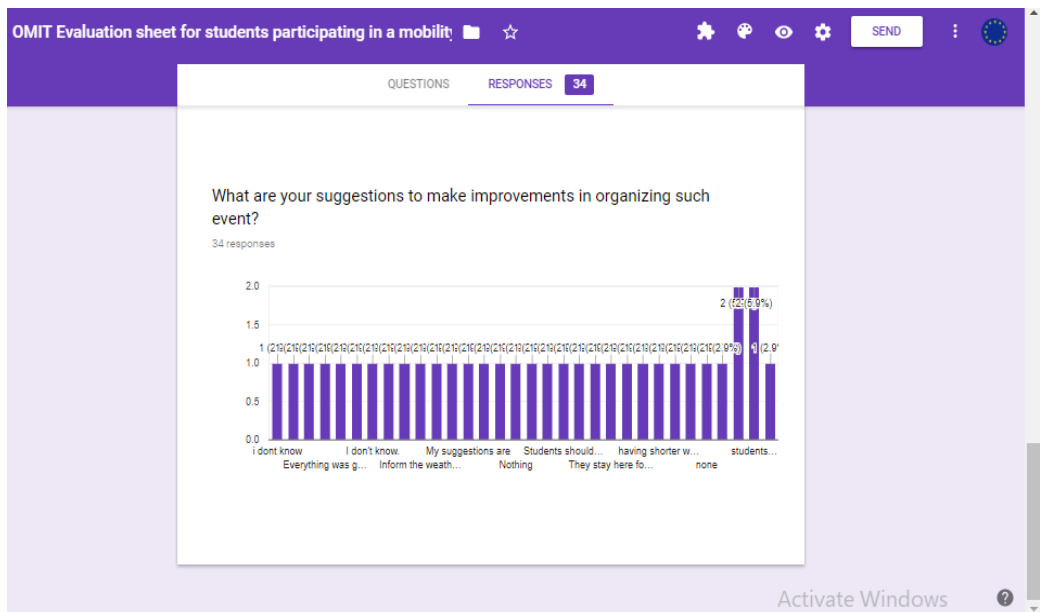 OMIT Evaluation sheet for students participating in a mobility
SEND
QUESTIONS RESPONSES 34
What are your suggestions to make improvements in organizing such
event?
34 responses
2.0
1.5
1.0
0.5
0.0
i dont know I don't know. My suggestions are Students should... having shorter w... students...
Everything was g... Inform the weath... Nothing They stay here fo... none
Activate Windows